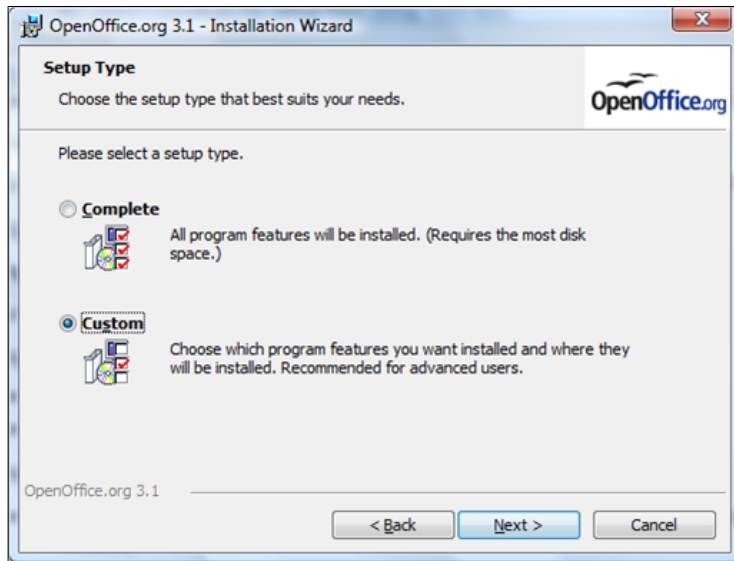 OpenOffice.org 3.1 - Installation Wizard
Setup Type
Choose the setup type that best suits your needs.
OpenOffice.org
Please select a setup type.
Complete
All program features will be installed. (Requires the most disk
space.)
Custom
Choose which program features you want installed and where they
will be installed. Recommended for advanced users.
OpenOffice.org 3.1
< Back
Next >
Cancel